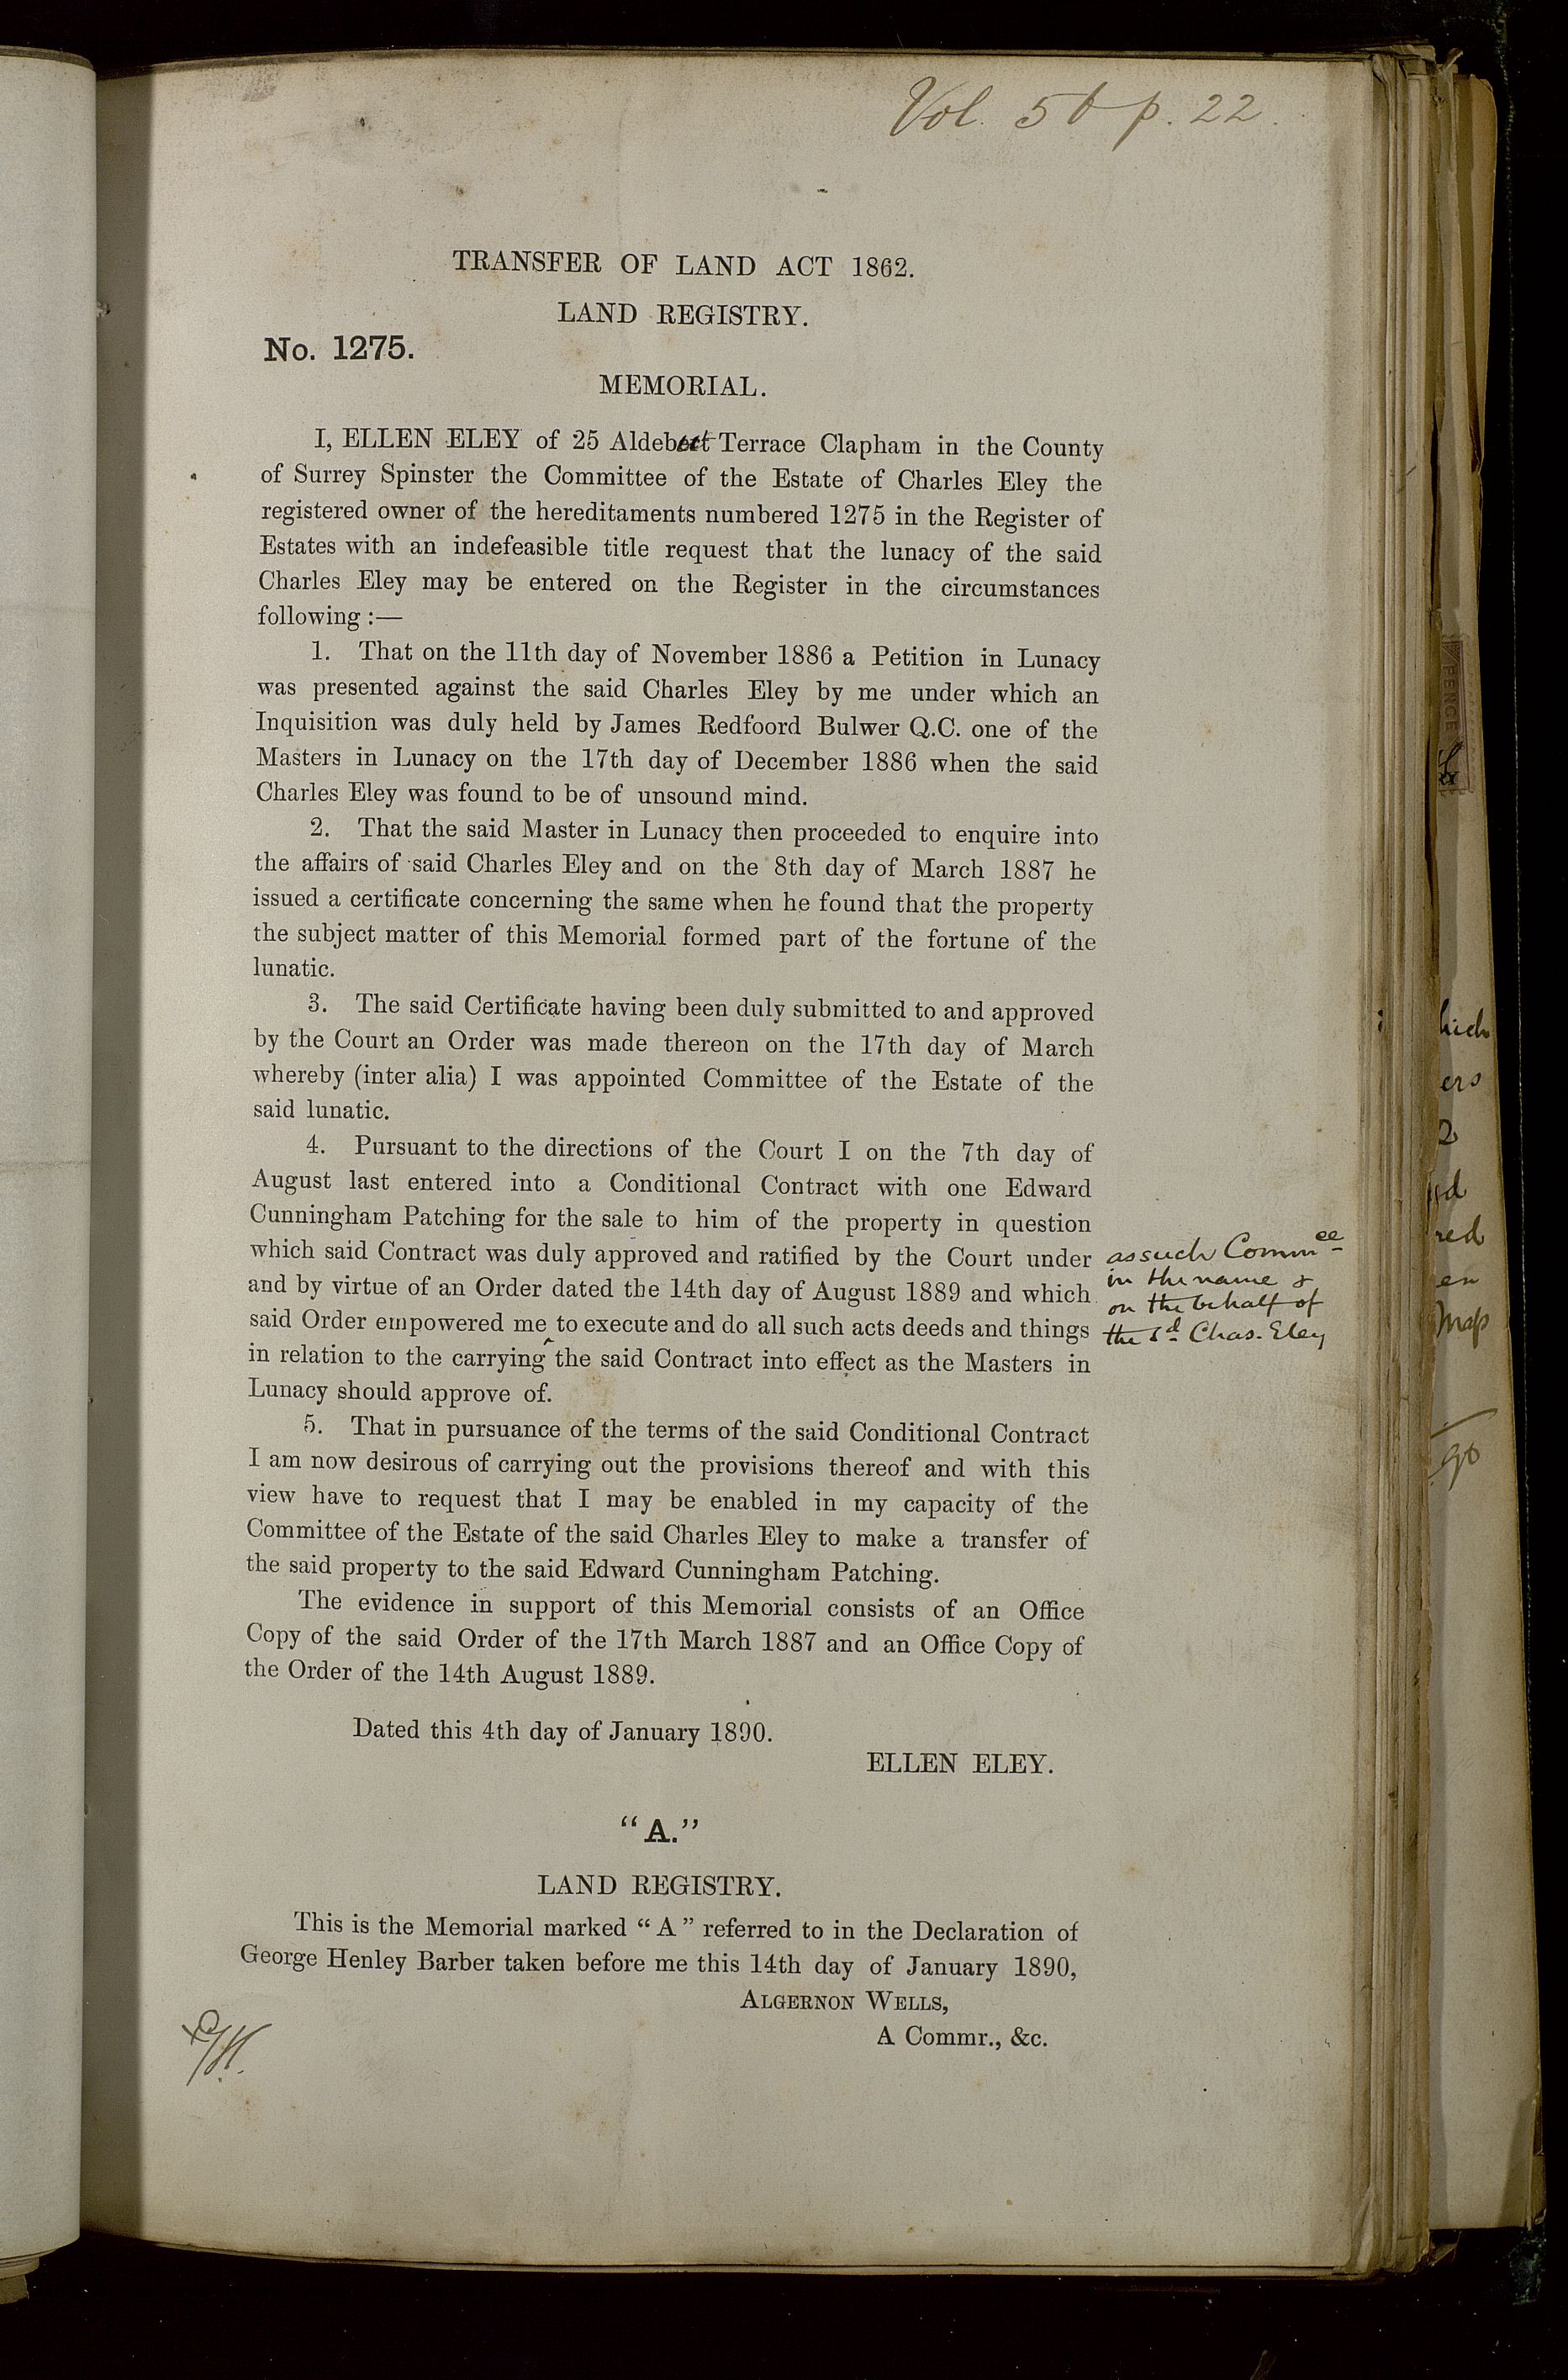 Vol. 5 p. 22.
TRANSFER OF LAND ACT 1862.
LAND REGISTRY.
No. 1275.
MEMORIAL.
I, ELLEN ELEY of 25 Aldebert Terrace Clapham in the County
of Surrey Spinster the Committee of the Estate of Charles Eley the
registered owner of the hereditaments numbered 1275 in the Register of
Estates with an indefeasible title request that the lunacy of the said
Charles Eley may be entered on the Register in the circumstances
following :—
1. That on the 11th day of November 1886 a Petition in Lunacy
was presented against the said Charles Eley by me under which an
Inquisition was duly held by James Redfoord Bulwer Q.C. one of the
Masters in Lunacy on the 17th day of December 1886 when the said
Charles Eley was found to be of unsound mind.
2. That the said Master in Lunacy then proceeded to enquire into
the affairs of said Charles Eley and on the 8th day of March 1887 he
issued a certificate concerning the same when he found that the property
the subject matter of this Memorial formed part of the fortune of the
lunatic.
3. The said Certificate having been duly submitted to and approved
by the Court an Order was made thereon on the 17th day of March
whereby (inter alia) I was appointed Committee of the Estate of the
said lunatic.
4. Pursuant to the directions of the Court I on the 7th day of
August last entered into a Conditional Contract with one Edward
Cunningham Patching for the sale to him of the property in question
which said Contract was duly approved and ratified by the Court under
and by virtue of an Order dated the 14th day of August 1889 and which
said Order empowered me to execute and do all such acts deeds and things
in relation to the carrying the said Contract into effect as the Masters in
Lunacy should approve of.
as such Commee
in the name &
on the behalf of
the sd Chas. Eley
5. That in pursuance of the terms of the said Conditional Contract
I am now desirous of carrying out the provisions thereof and with this
view have to request that I may be enabled in my capacity of the
Committee of the Estate of the said Charles Eley to make a transfer of
the said property to the said Edward Cunningham Patching.
The evidence in support of this Memorial consists of an Office
Copy of the said Order of the 17th March 1887 and an Office Copy of
the Order of the 14th August 1889.
Dated this 4th day of January 1890.
ELLEN ELEY.
"A."
LAND REGISTRY.
This is the Memorial marked "A" referred to in the Declaration of
George Henley Barber taken before me this 14th day of January 1890,
ALGERNON WELLS,
A Commr., &c.
PENCE
hich
ers
2
red
en
Map